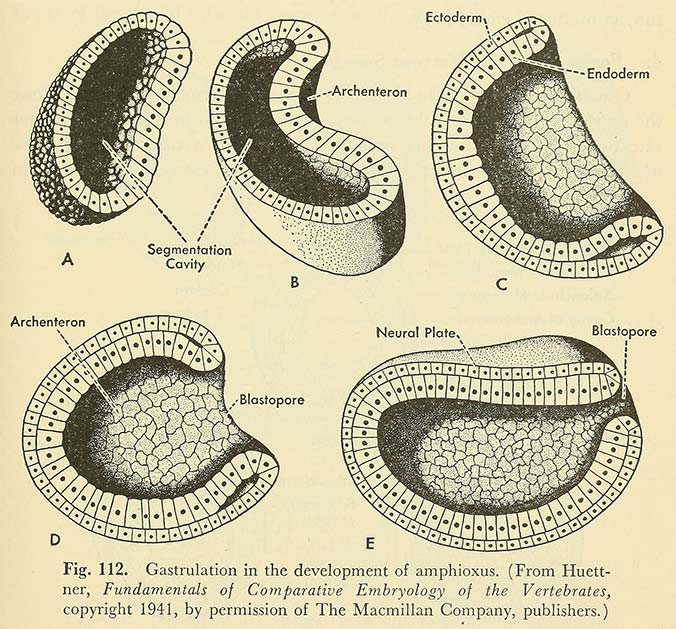 Ectoderm
Endoderm
Archenteron
Segmentation
Cavity
A
B
C
Archenteron
Blastopore
Neural Plate
Blastopore
D
E
Fig. 112. Gastrulation in the development of amphioxus. (From Huett-
ner, Fundamentals of Comparative Embryology of the Vertebrates,
copyright 1941, by permission of The Macmillan Company, publishers.)